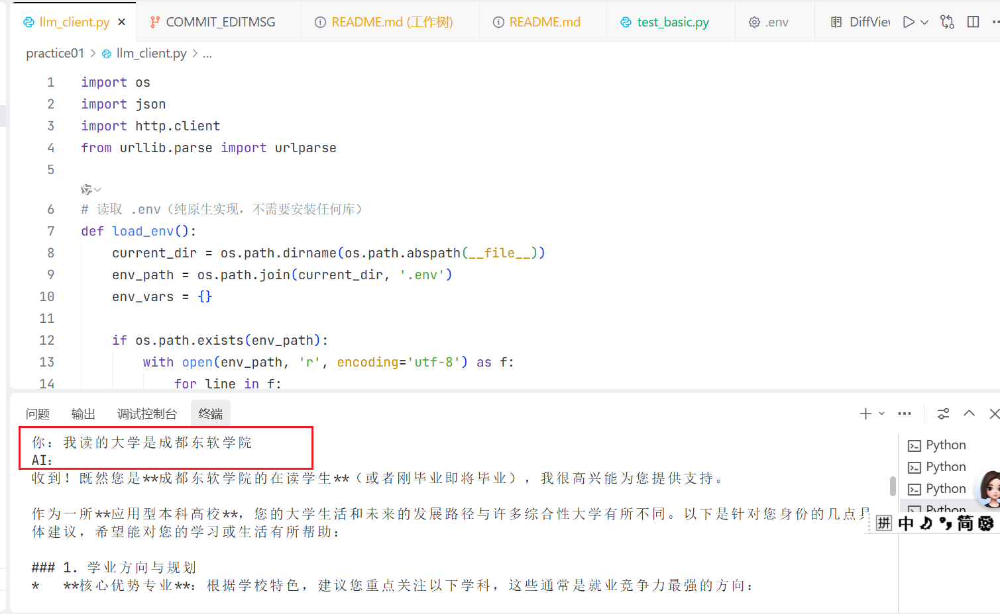 llm_client.py × COMMIT_EDITMSG README.md (工作树) README.md test_basic.py .env DiffView
practice01 > llm_client.py > ...
1 import os
2 import json
3 import http.client
4 from urllib.parse import urlparse
5
6 # 读取 .env（纯原生实现，不需要安装任何库）
7 def load_env():
8     current_dir = os.path.dirname(os.path.abspath(__file__))
9     env_path = os.path.join(current_dir, '.env')
10     env_vars = {}
11
12     if os.path.exists(env_path):
13         with open(env_path, 'r', encoding='utf-8') as f:
14             for line in f:
问题 输出 调试控制台 终端
你：我读的大学是成都东软学院
AI：
收到！既然您是**成都东软学院的在读学生**（或者刚毕业即将毕业），我很高兴能为您提供支持。
作为一所**应用型本科高校**，您的大学生活和未来的发展路径与许多综合性大学有所不同。以下是针对您身份的几点具
体建议，希望能对您的学习或生活有所帮助：
### 1. 学业方向与规划
*   **核心优势专业**：根据学校特色，建议您重点关注以下学科，这些通常是就业竞争力最强的方向：
Python
Python
Python
Python
拼 中 简